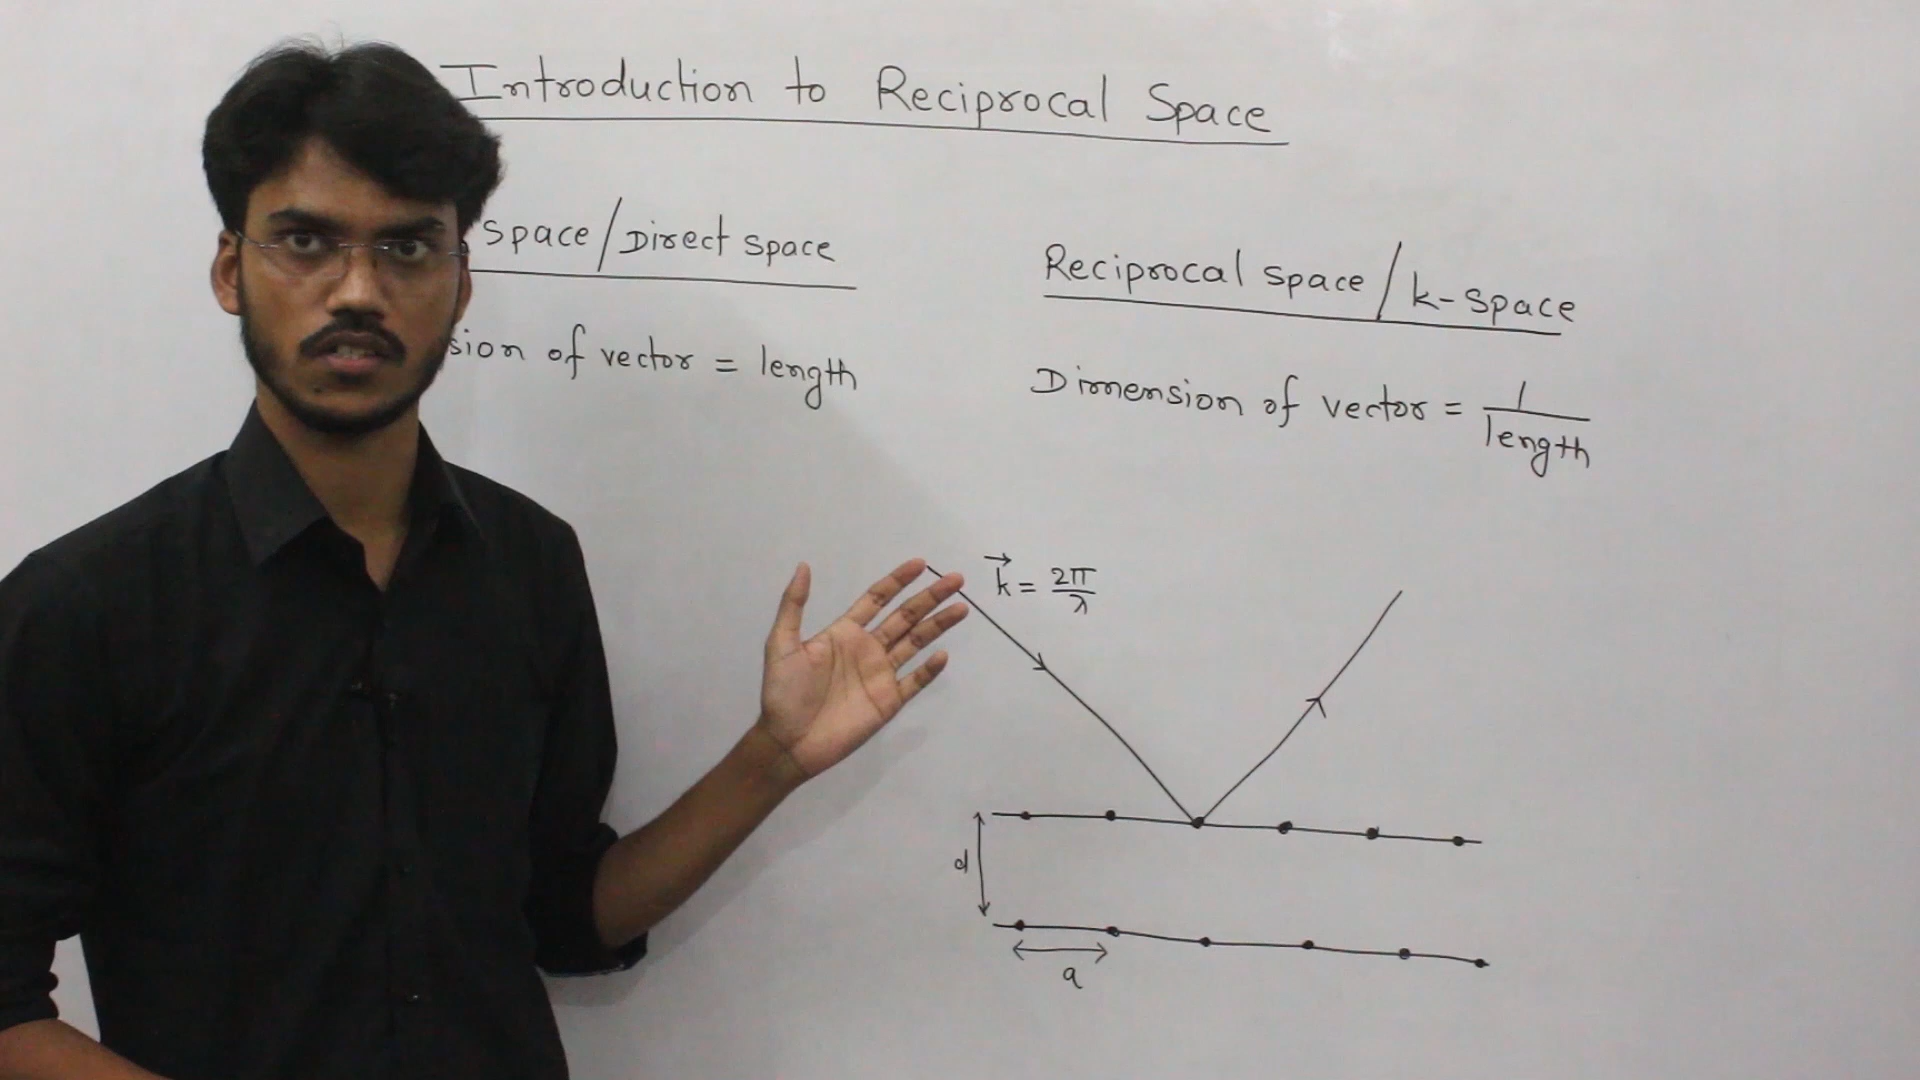 Introduction to Reciprocal Space
space/Direct space
Reciprocal space/k-space
sion of vector = length
Dimension of vector = 1/length
k⃗ = 2π/λ
d
a